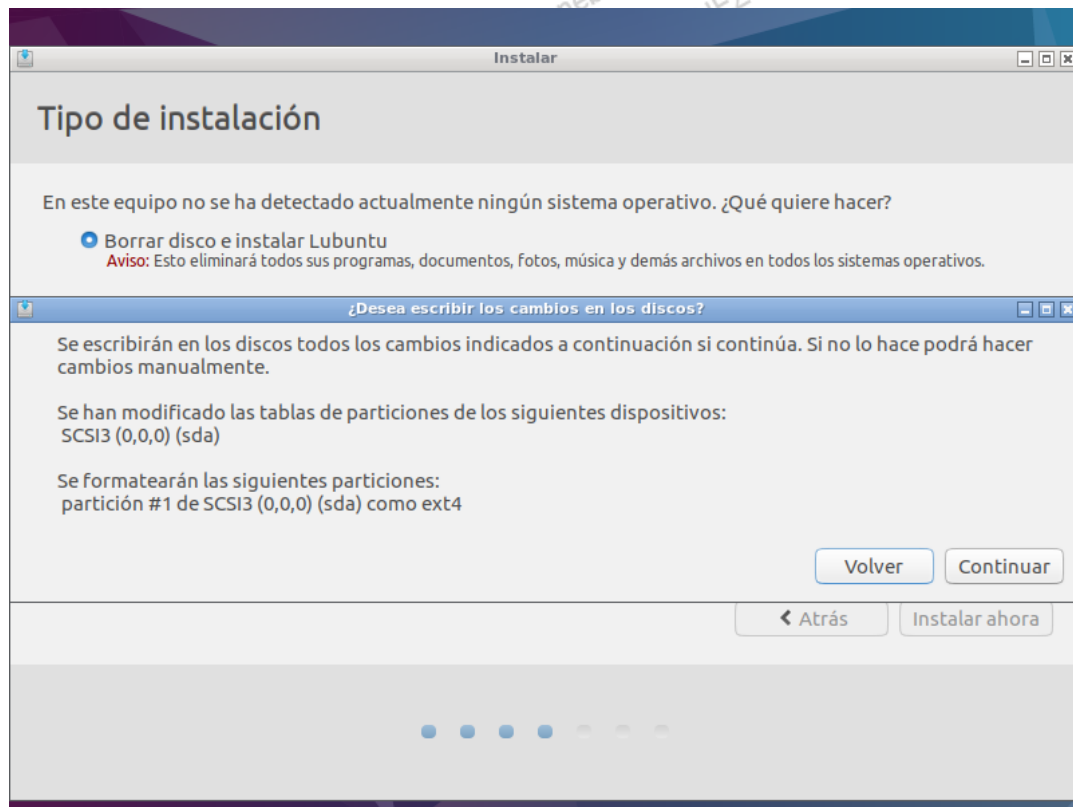 Instalar
Tipo de instalación
En este equipo no se ha detectado actualmente ningún sistema operativo. ¿Qué quiere hacer?
Borrar disco e instalar Lubuntu
Aviso: Esto eliminará todos sus programas, documentos, fotos, música y demás archivos en todos los sistemas operativos.
¿Desea escribir los cambios en los discos?
Se escribirán en los discos todos los cambios indicados a continuación si continúa. Si no lo hace podrá hacer
cambios manualmente.
Se han modificado las tablas de particiones de los siguientes dispositivos:
SCSI3 (0,0,0) (sda)
Se formatearán las siguientes particiones:
partición #1 de SCSI3 (0,0,0) (sda) como ext4
Volver Continuar
Atrás Instalar ahora